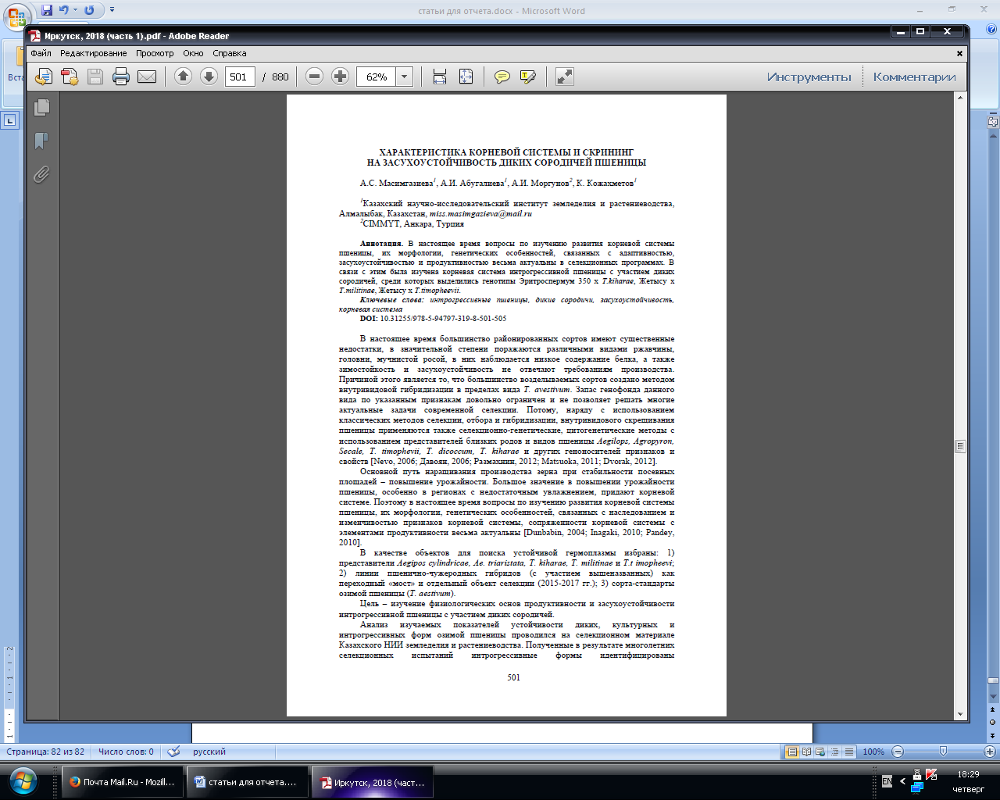 статьи для отчета.docx - Microsoft Word
Иркутск, 2018 (часть 1).pdf - Adobe Reader
Файл Редактирование Просмотр Окно Справка
501 / 880 62% Инструменты Комментарии
ХАРАКТЕРИСТИКА КОРНЕВОЙ СИСТЕМЫ И СКРИНИНГ
НА ЗАСУХОУСТОЙЧИВОСТЬ ДИКИХ СОРОДИЧЕЙ ПШЕНИЦЫ
А.С. Масимгазиева1, А.И. Абугалиева1, А.И. Моргунов2, К. Кожахметов1
1Казахский научно-исследовательский институт земледелия и растениеводства,
Алмалыбак, Казахстан, miss.masimgazieva@mail.ru
2CIMMYT, Анкара, Турция
Аннотация. В настоящее время вопросы по изучению развития корневой системы
пшеницы, их морфологии, генетических особенностей, связанных с адаптивностью,
засухоустойчивостью и продуктивностью весьма актуальны в селекционных программах. В
связи с этим была изучена корневая система интрогрессивной пшеницы с участием диких
сородичей, среди которых выделились генотипы Эритроспермум 350 х T.kiharae, Жетысу х
T.militinae, Жетысу х T.timopheevii.
Ключевые слова: интрогрессивные пшеницы, дикие сородичи, засухоустойчивость,
корневая система
DOI: 10.31255/978-5-94797-319-8-501-505
В настоящее время большинство районированных сортов имеют существенные
недостатки, в значительной степени поражаются различными видами ржавчины,
головни, мучнистой росой, в них наблюдается низкое содержание белка, а также
зимостойкость и засухоустойчивость не отвечают требованиям производства.
Причиной этого является то, что большинство возделываемых сортов создано методом
внутривидовой гибридизации в пределах вида T. avestivum. Запас генофонда данного
вида по указанным признакам довольно ограничен и не позволяет решать многие
актуальные задачи современной селекции. Потому, наряду с использованием
классических методов селекции, отбора и гибридизации, внутривидового скрещивания
пшеницы применяются также селекционно-генетические, цитогенетические методы с
использованием представителей близких родов и видов пшеницы Aegilops, Agropyron,
Secale, T. timophevii, T. dicoccum, T. kiharae и других геноносителей признаков и
свойств [Nevo, 2006; Давоян, 2006; Размахнин, 2012; Matsuoka, 2011; Dvorak, 2012].
Основной путь наращивания производства зерна при стабильности посевных
площадей – повышение урожайности. Большое значение в повышении урожайности
пшеницы, особенно в регионах с недостаточным увлажнением, придают корневой
системе. Поэтому в настоящее время вопросы по изучению развития корневой системы
пшеницы, их морфологии, генетических особенностей, связанных с наследованием и
изменчивостью признаков корневой системы, сопряженности корневой системы с
элементами продуктивности весьма актуальны [Dunbabin, 2004; Inagaki, 2010; Pandey,
2010].
В качестве объектов для поиска устойчивой гермоплазмы избраны: 1)
представители Aegipos cylindricae, Ae. triaristata, T. kiharae, T. militinae и T.t imopheevi;
2) линии пшенично-чужеродных гибридов (с участием вышеназванных) как
переходный «мост» и отдельный объект селекции (2015-2017 гг.); 3) сорта-стандарты
озимой пшеницы (T. aestivum).
Цель – изучение физиологических основ продуктивности и засухоустойчивости
интрогрессивной пшеницы с участием диких сородичей.
Анализ изучаемых показателей устойчивости диких, культурных и
интрогрессивных форм озимой пшеницы проводился на селекционном материале
Казахского НИИ земледелия и растениеводства. Полученные в результате многолетних
селекционных испытаний интрогрессивные формы идентифицированы
501
Страница: 82 из 82 Число слов: 0 русский 100%
Почта Mail.Ru - Mozill... статьи для отчета.... Иркутск, 2018 (част... EN 18:29
четверг